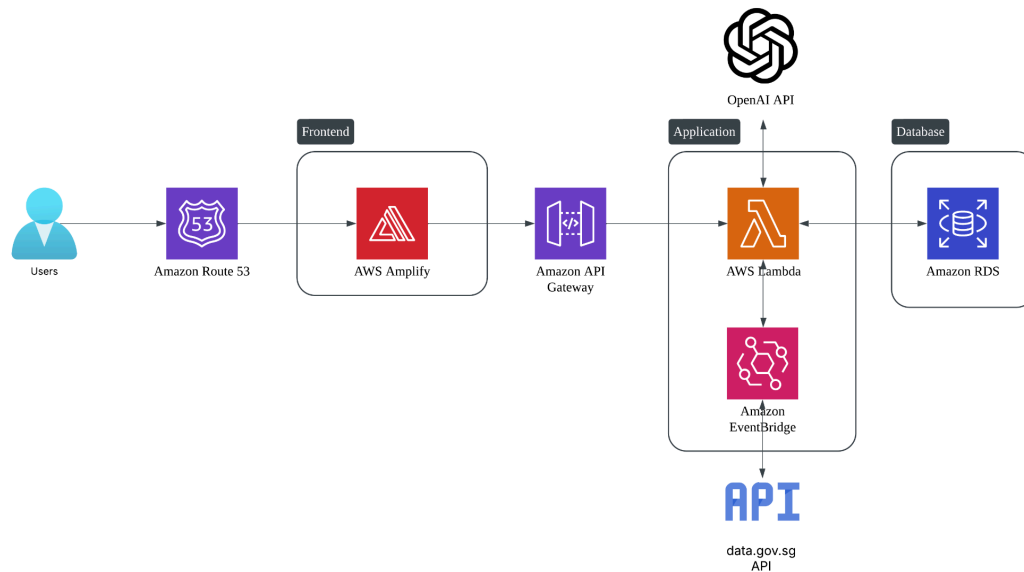 OpenAI API
Frontend
Application
Database
53
</>
Users
Amazon Route 53
AWS Amplify
Amazon API
Gateway
AWS Lambda
Amazon RDS
Amazon
EventBridge
API
data.gov.sg
API